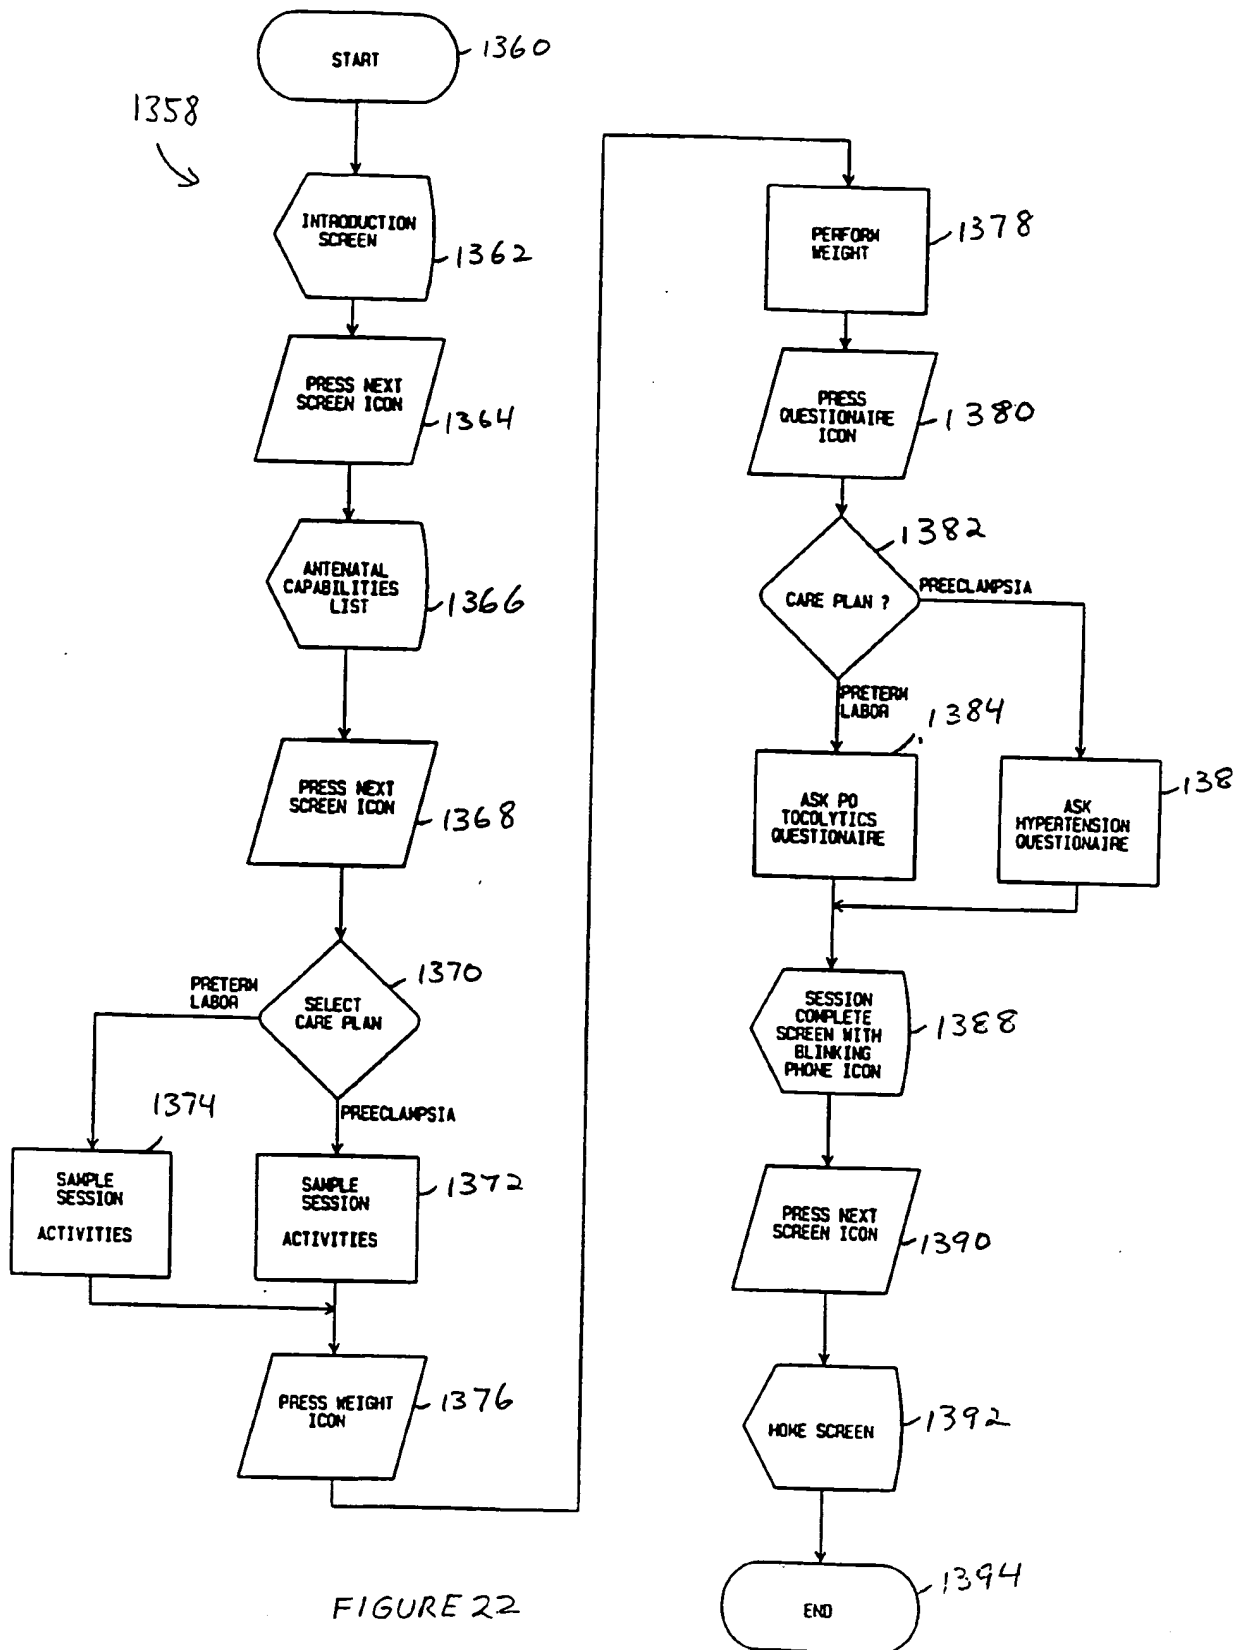 START
1360
1358
INTRODUCTION
SCREEN
1362
PRESS NEXT
SCREEN ICON
1364
ANTENATAL
CAPABILITIES
LIST
1366
PRESS NEXT
SCREEN ICON
1368
SELECT
CARE PLAN
1370
PRETERM
LABOR
PREECLAMPSIA
1374
SAMPLE
SESSION
ACTIVITIES
SAMPLE
SESSION
ACTIVITIES
1372
PRESS WEIGHT
ICON
1376
PERFORM
WEIGHT
1378
PRESS
QUESTIONAIRE
ICON
1380
1382
CARE PLAN ?
PREECLAMPSIA
PRETERM
LABOR
1384
ASK PO
TOCOLYTICS
QUESTIONAIRE
138
ASK
HYPERTENSION
QUESTIONAIRE
SESSION
COMPLETE
SCREEN WITH
BLINKING
PHONE ICON
1388
PRESS NEXT
SCREEN ICON
1390
HOME SCREEN
1392
END
1394
FIGURE 22